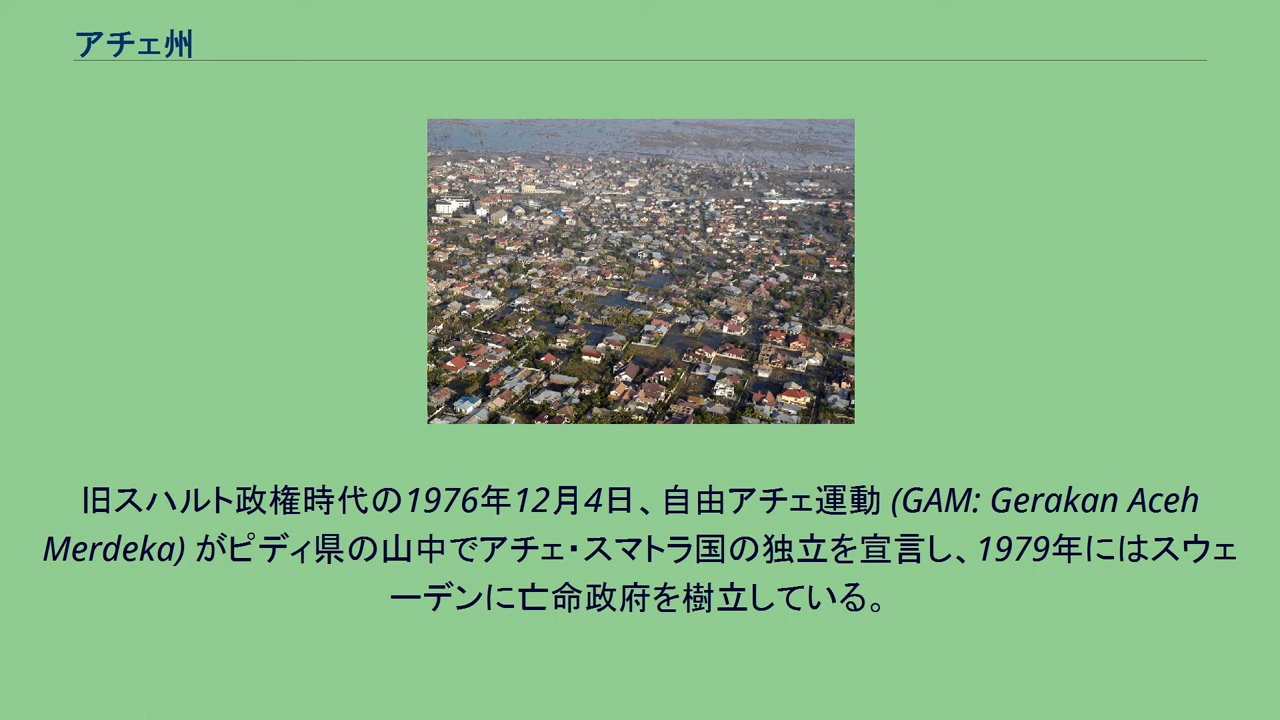 アチェ州
旧スハルト政権時代の1976年12月4日、自由アチェ運動 (GAM: Gerakan Aceh
Merdeka) がピディ県の山中でアチェ・スマトラ国の独立を宣言し、1979年にはスウェ
ーデンに亡命政府を樹立している。